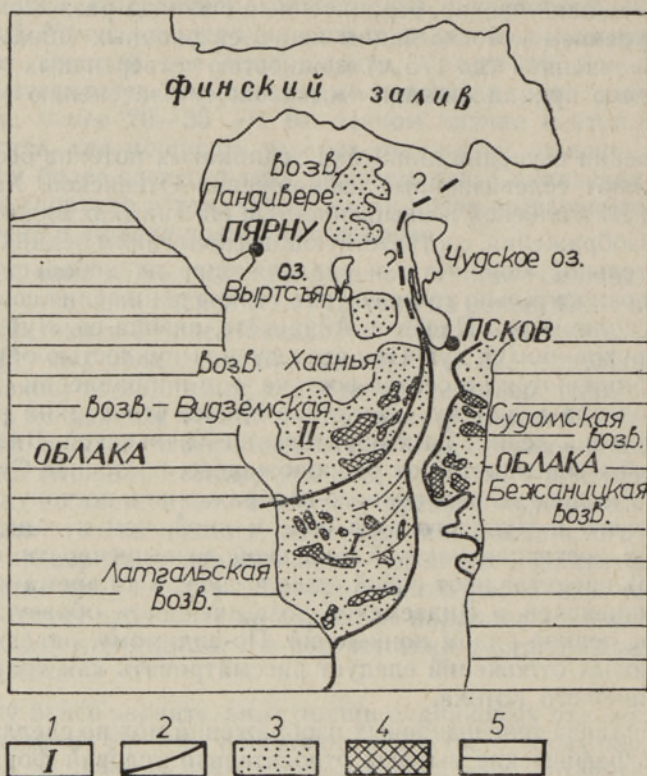 ФИНСКИЙ ЗАЛИВ
возв.
Пандивере
?
ПЯРНУ
?
Чудское оз.
оз.
Выртсъярв
ПСКОВ
возв. Хаанья
возв.-Видземская
II
Судомская
возв.
ОБЛАКА
ОБЛАКА
Бежаницкая
возв.
I
Латгальская
возв.
1 2 3 4 5
I